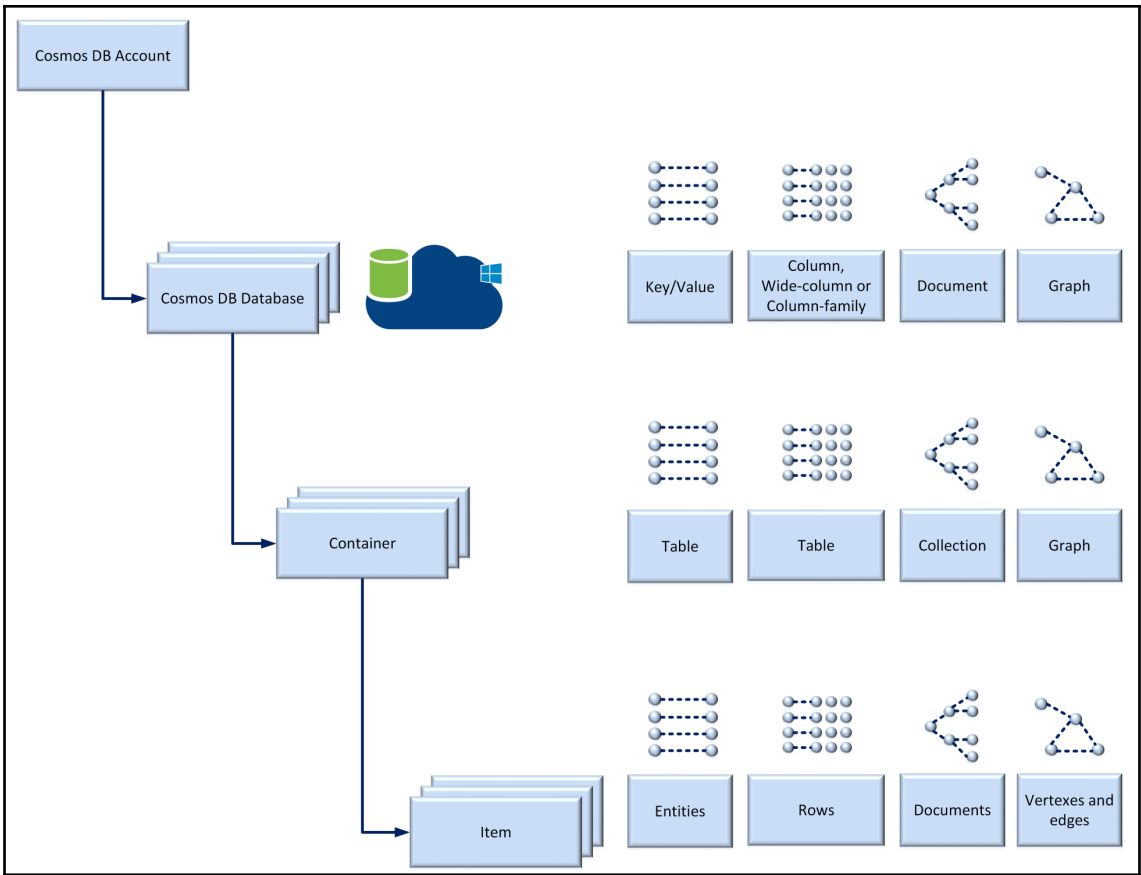 Cosmos DB Account
Cosmos DB Database
Key/Value
Column,
Wide-column or
Column-family
Document
Graph
Container
Table
Table
Collection
Graph
Item
Entities
Rows
Documents
Vertexes and
edges